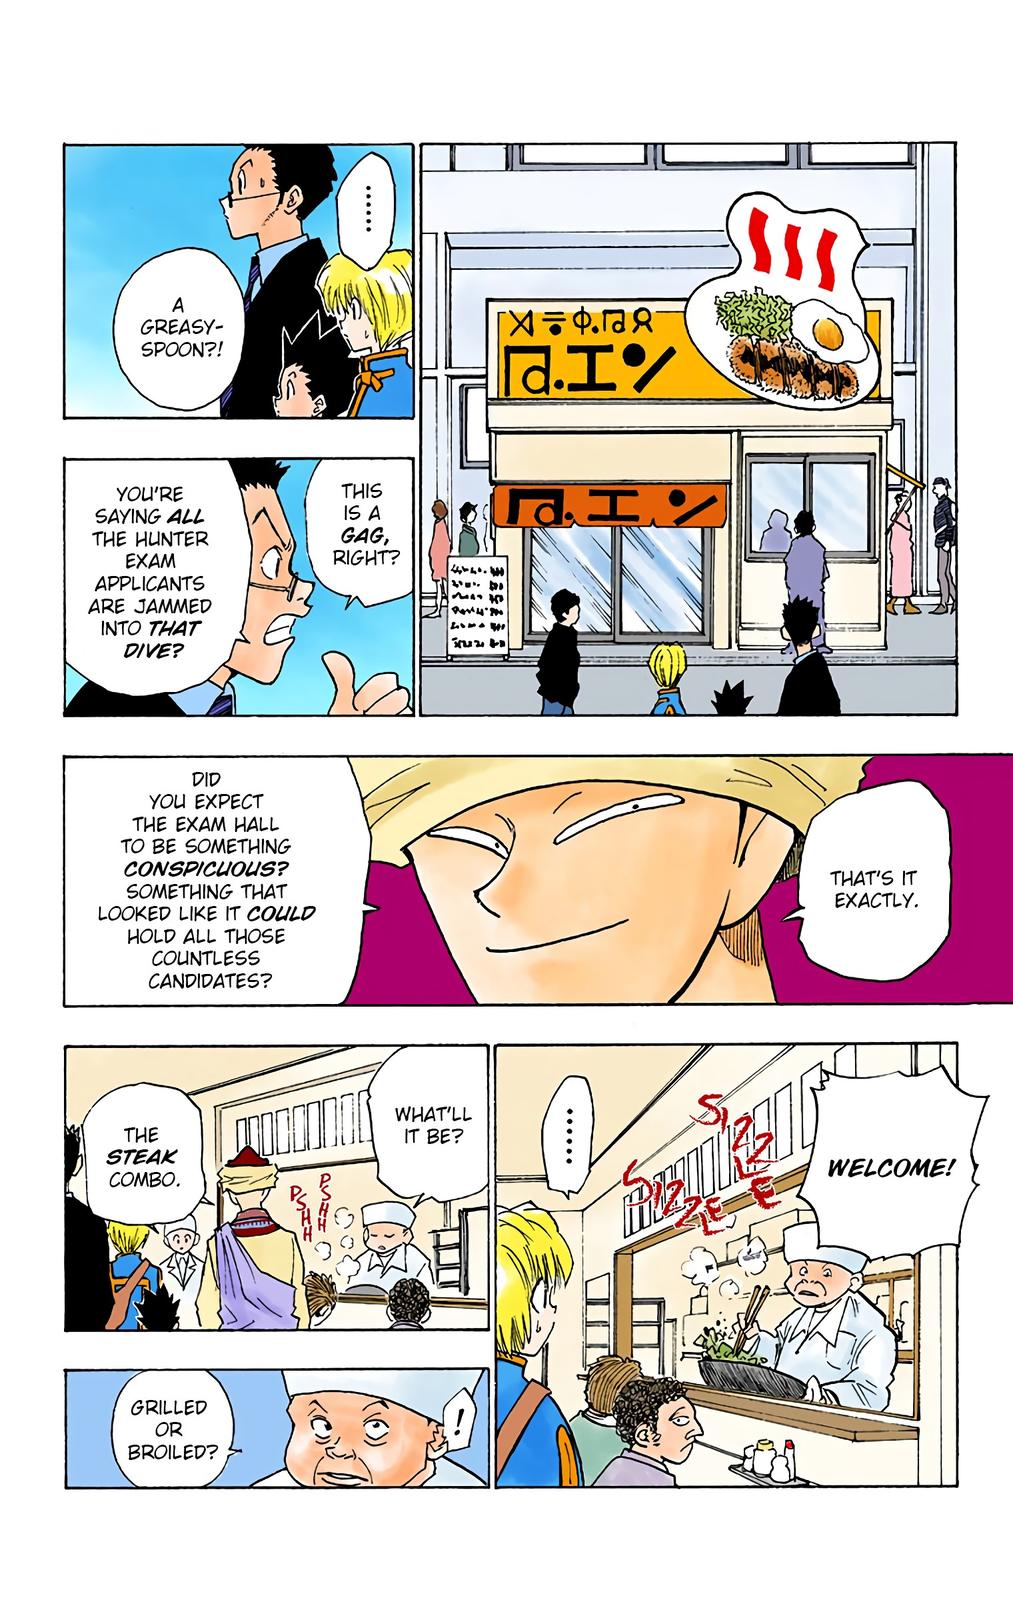 ........
A
GREASY-
SPOON?!
ワ.エン
THIS
IS A
GAG,
RIGHT?
YOU'RE
SAYING ALL
THE HUNTER
EXAM
APPLICANTS
ARE JAMMED
INTO THAT
DIVE?
THAT'S IT
EXACTLY.
DID
YOU EXPECT
THE EXAM HALL
TO BE SOMETHING
CONSPICUOUS?
SOMETHING THAT
LOOKED LIKE IT COULD
HOLD ALL THOSE
COUNTLESS
CANDIDATES?
WELCOME!
SIZZLE
SIZZLE
.......
WHAT'LL
IT BE?
PSHH
PSHH
THE
STEAK
COMBO.
!
GRILLED
OR
BROILED?